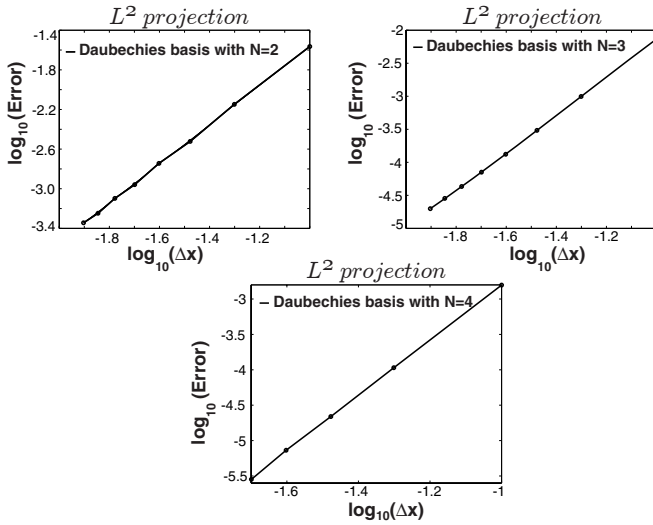 L² projection
– Daubechies basis with N=2
log₁₀(Error)
-1.4
-1.8
-2.2
-2.6
-3.0
-3.4
-1.8
-1.6
-1.4
-1.2
log₁₀(Δx)
L² projection
– Daubechies basis with N=3
log₁₀(Error)
-2
-2.5
-3
-3.5
-4
-4.5
-5
-1.8
-1.6
-1.4
-1.2
log₁₀(Δx)
L² projection
– Daubechies basis with N=4
log₁₀(Error)
-3
-3.5
-4
-4.5
-5
-5.5
-1.6
-1.4
-1.2
-1
log₁₀(Δx)